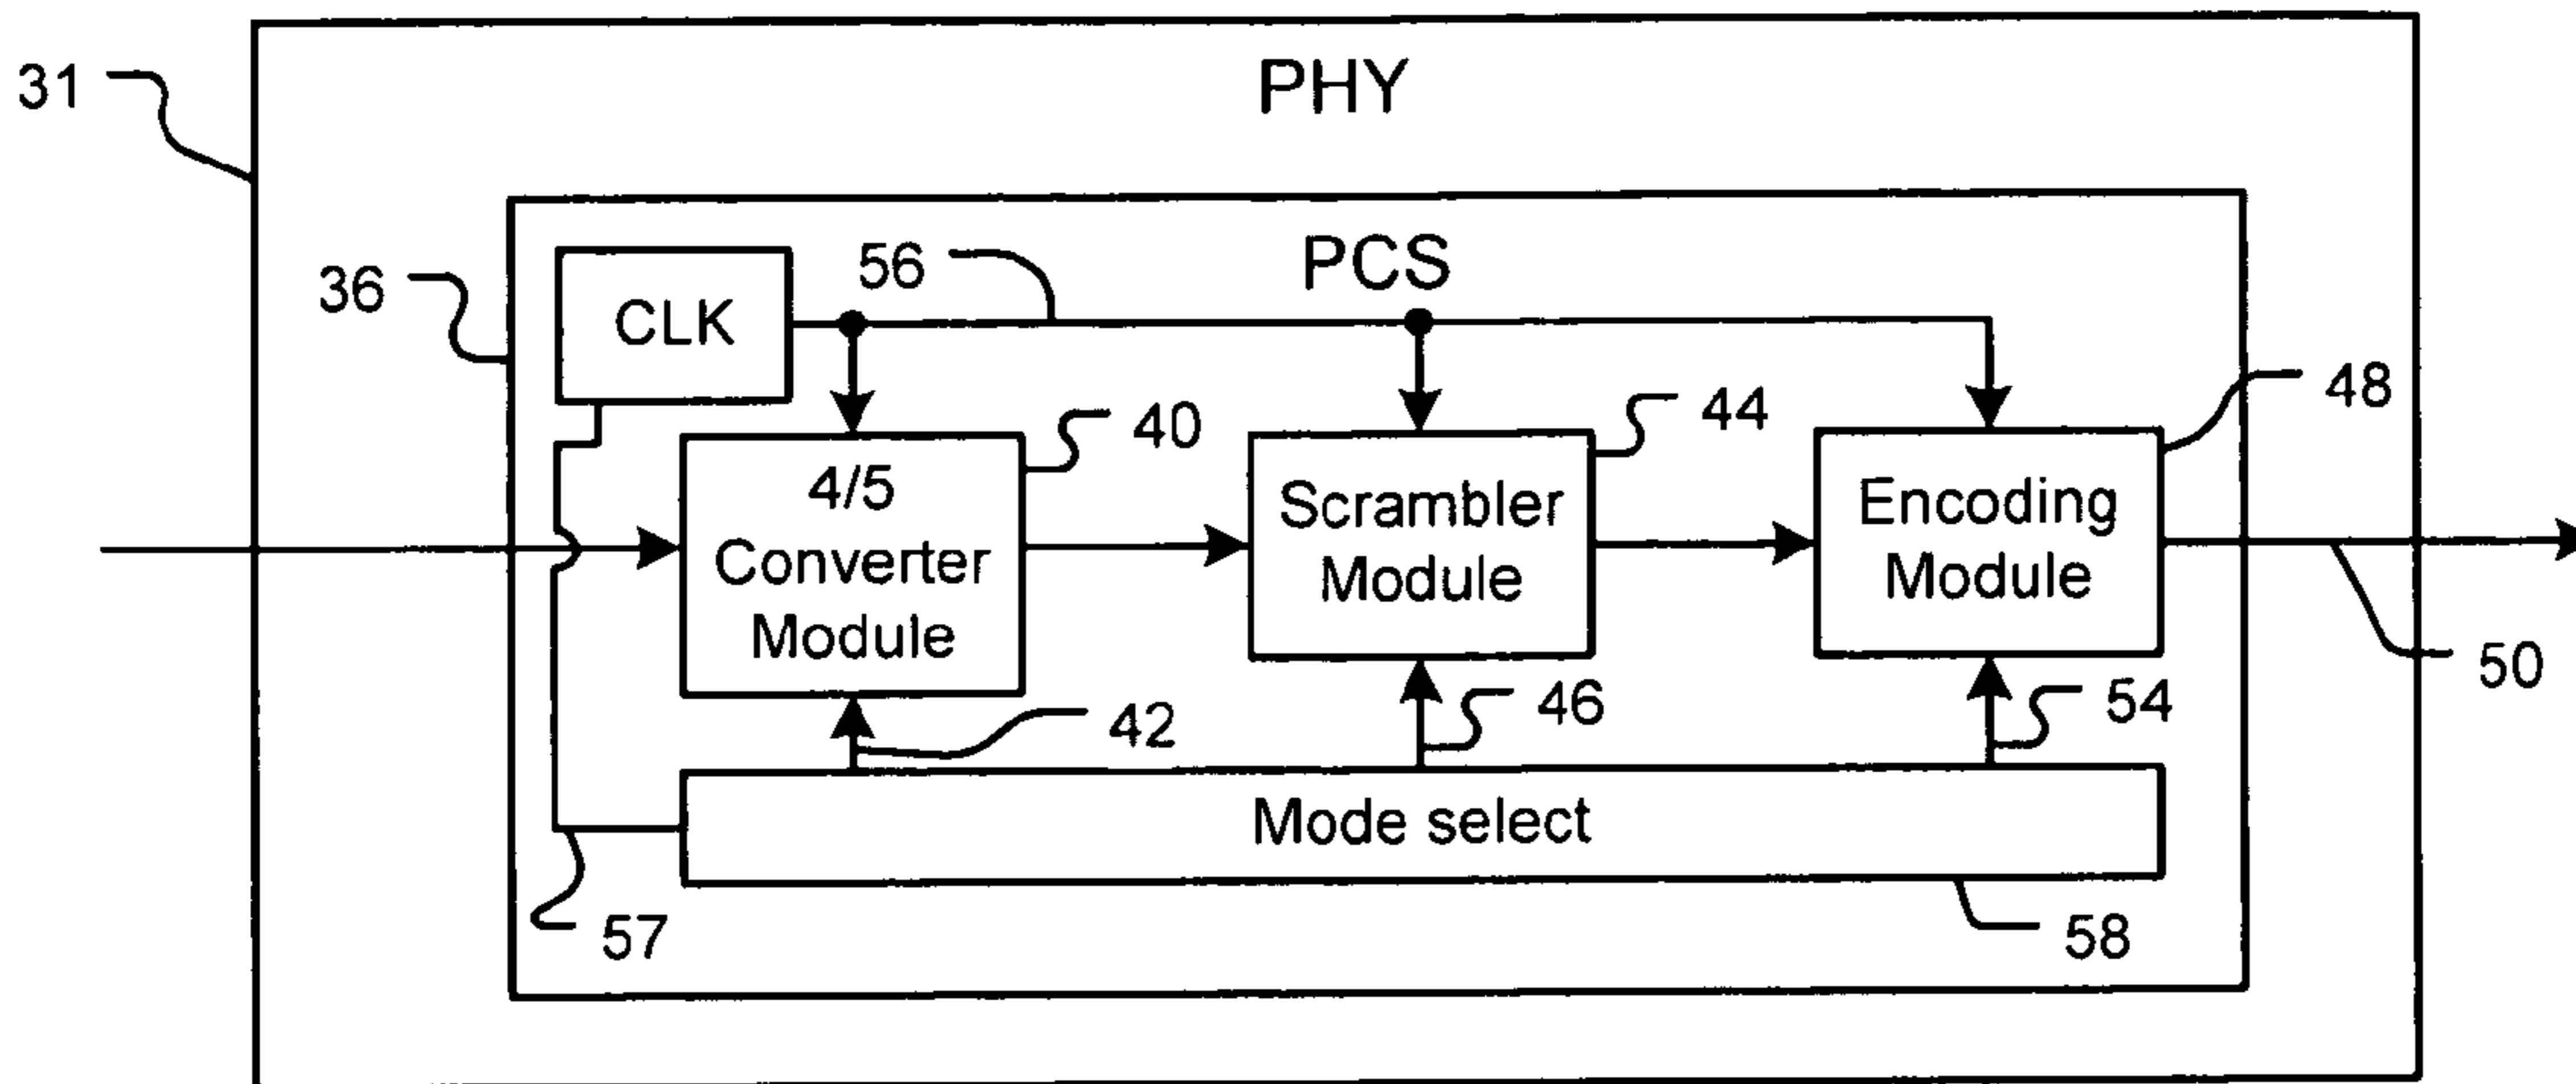 31
PHY
36
PCS
CLK
56
40
44
48
4/5
Converter
Module
Scrambler
Module
Encoding
Module
50
42
46
54
Mode select
57
58